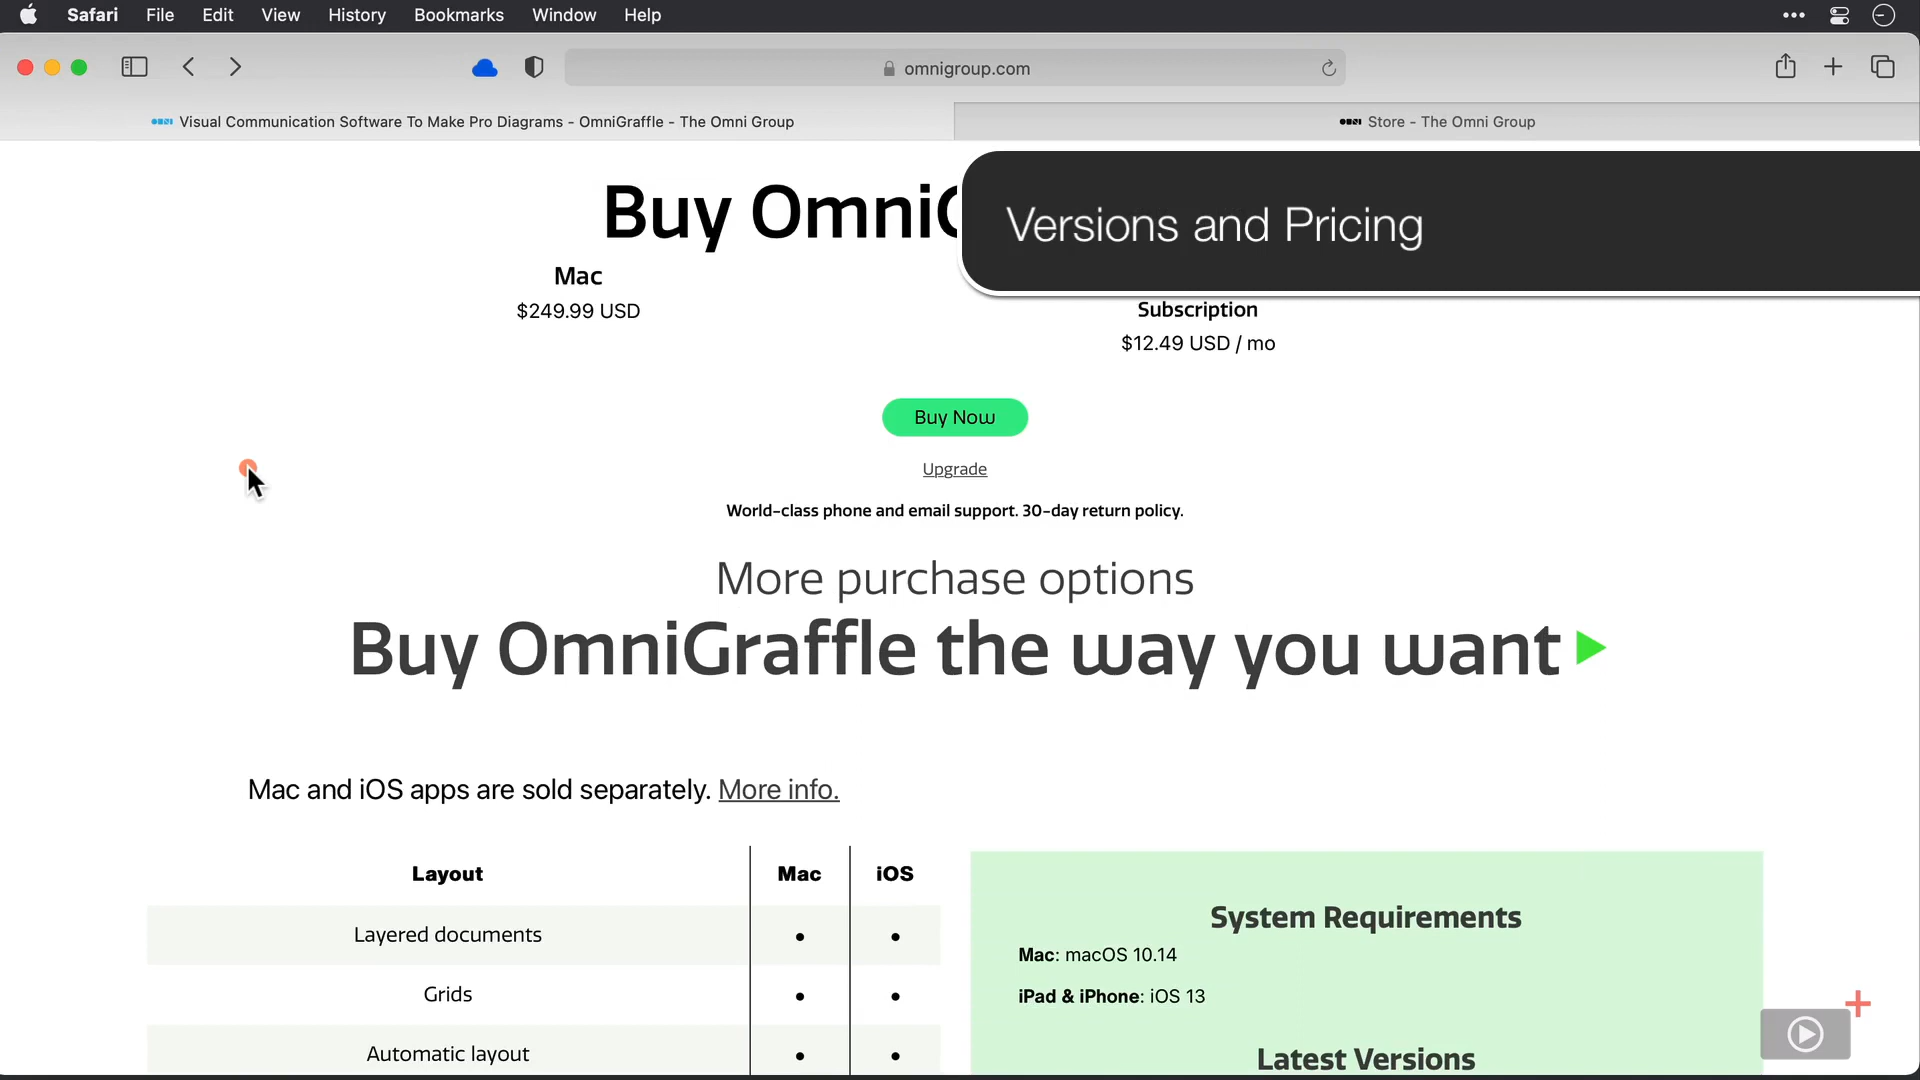 Safari File Edit View History Bookmarks Window Help
omnigroup.com
Visual Communication Software To Make Pro Diagrams - OmniGraffle - The Omni Group
Store - The Omni Group
Buy Omni
Versions and Pricing
Mac
$249.99 USD
Subscription
$12.49 USD / mo
Buy Now
Upgrade
World-class phone and email support. 30-day return policy.
More purchase options
Buy OmniGraffle the way you want
Mac and iOS apps are sold separately. More info.
Layout Mac iOS
Layered documents • •
Grids • •
Automatic layout • •
System Requirements
Mac: macOS 10.14
iPad & iPhone: iOS 13
Latest Versions